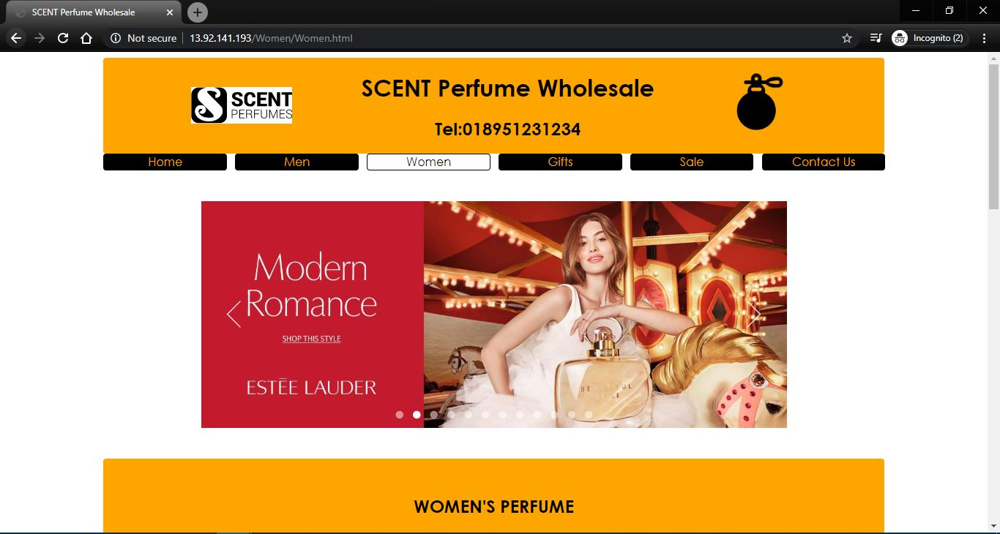 SCENT Perfume Wholesale
Not secure | 13.92.141.193/Women/Women.html
Incognito (2)
SCENT
PERFUMES
SCENT Perfume Wholesale
Tel:018951231234
Home Men Women Gifts Sale Contact Us
Modern
Romance
SHOP THIS STYLE
ESTĒE LAUDER
BEAUTIFUL
BELLE
WOMEN'S PERFUME